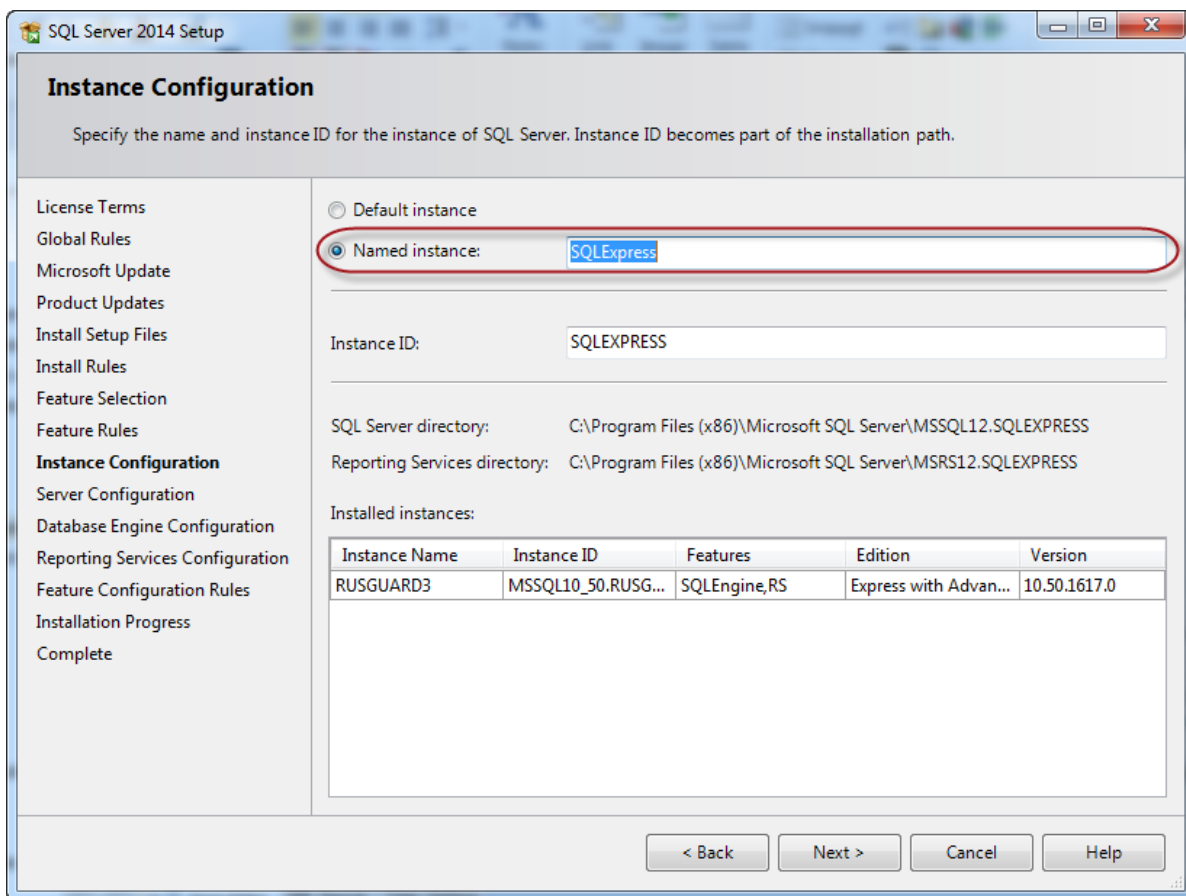 SQL Server 2014 Setup
Instance Configuration
Specify the name and instance ID for the instance of SQL Server. Instance ID becomes part of the installation path.
License Terms
Global Rules
Microsoft Update
Product Updates
Install Setup Files
Install Rules
Feature Selection
Feature Rules
Instance Configuration
Server Configuration
Database Engine Configuration
Reporting Services Configuration
Feature Configuration Rules
Installation Progress
Complete
Default instance
Named instance: SQLExpress
Instance ID: SQLEXPRESS
SQL Server directory: C:\Program Files (x86)\Microsoft SQL Server\MSSQL12.SQLEXPRESS
Reporting Services directory: C:\Program Files (x86)\Microsoft SQL Server\MSRS12.SQLEXPRESS
Installed instances:
Instance Name Instance ID Features Edition Version
RUSGUARD3 MSSQL10_50.RUSG... SQLEngine,RS Express with Advan... 10.50.1617.0
< Back Next > Cancel Help